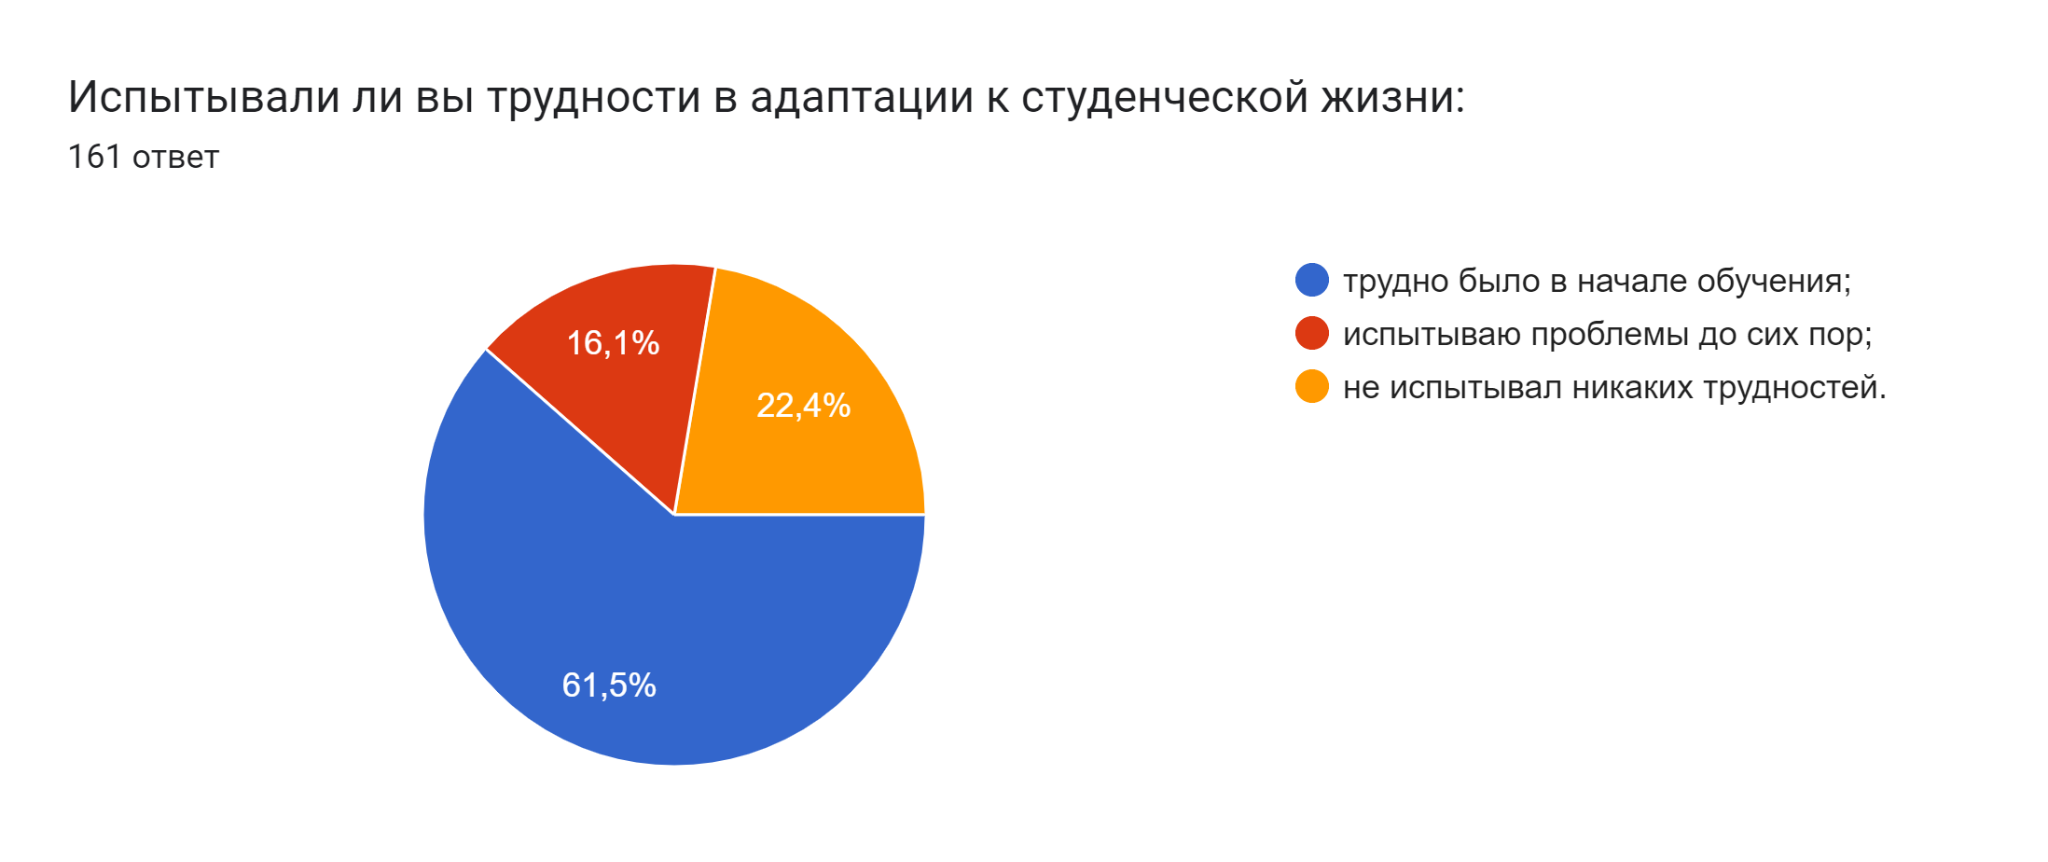 Испытывали ли вы трудности в адаптации к студенческой жизни:
161 ответ
трудно было в начале обучения;
испытываю проблемы до сих пор;
не испытывал никаких трудностей.
16,1%
22,4%
61,5%